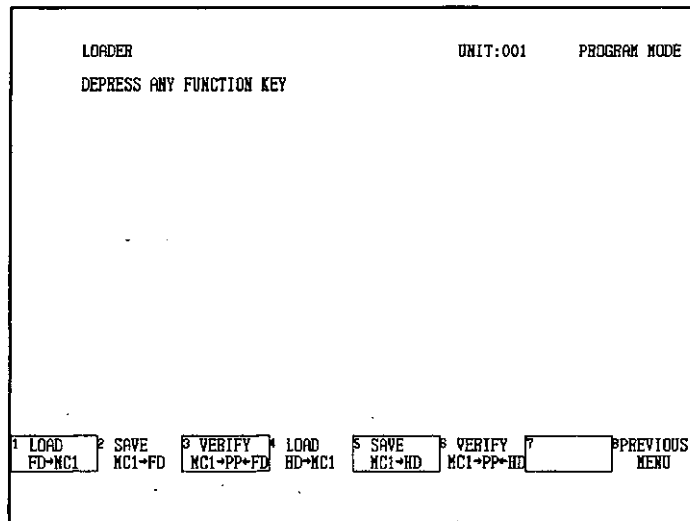 LOADER UNIT:001 PROGRAM MODE
DEPRESS ANY FUNCTION KEY
1 LOAD 2 SAVE 3 VERIFY 4 LOAD 5 SAVE 6 VERIFY 7 8 PREVIOUS
FD→MC1 MC1→FD MC1→PP←FD HD→MC1 MC1→HD MC1→PP←HD MENU